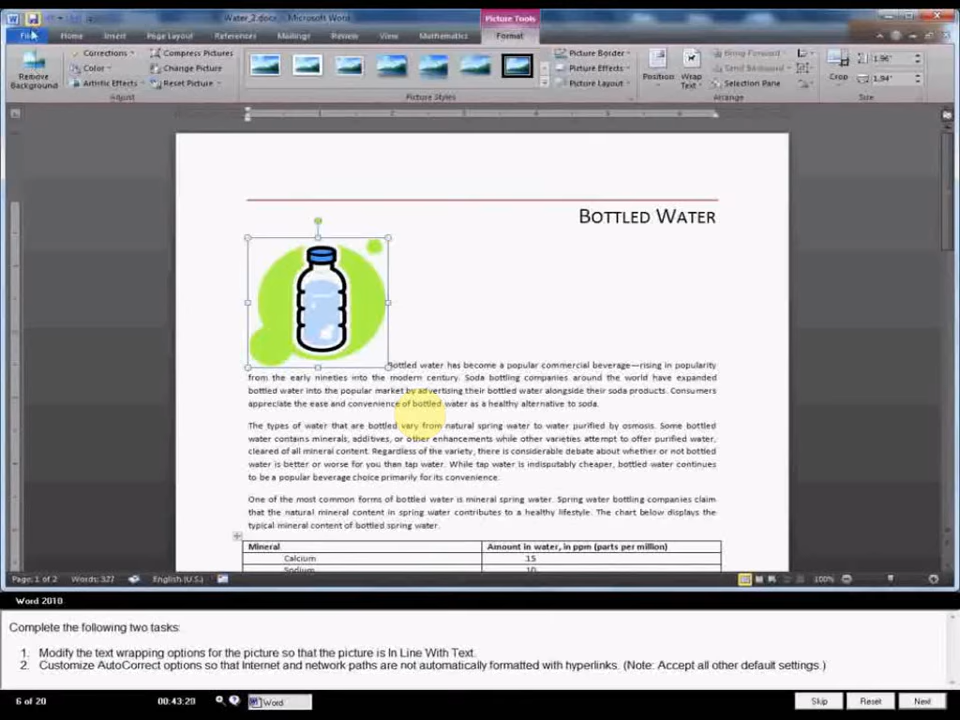 Water_2.docx - Microsoft Word
Picture Tools
File
Home
Insert
Page Layout
References
Mailings
Review
View
Mathematics
Format
Remove Background
Corrections
Color
Artistic Effects
Compress Pictures
Change Picture
Reset Picture
Adjust
Picture Styles
Picture Border
Picture Effects
Picture Layout
Position
Wrap Text
Bring Forward
Send Backward
Selection Pane
Arrange
Crop
1.96"
1.94"
Size
BOTTLED WATER
Bottled water has become a popular commercial beverage—rising in popularity
from the early nineties into the modern century. Soda bottling companies around the world have expanded
bottled water into the popular market by advertising their bottled water alongside their soda products. Consumers
appreciate the ease and convenience of bottled water as a healthy alternative to soda.
The types of water that are bottled vary from natural spring water to water purified by osmosis. Some bottled
water contains minerals, additives, or other enhancements while other varieties attempt to offer purified water,
cleared of all mineral content. Regardless of the variety, there is considerable debate about whether or not bottled
water is better or worse for you than tap water. While tap water is indisputably cheaper, bottled water continues
to be a popular beverage choice primarily for its convenience.
One of the most common forms of bottled water is mineral spring water. Spring water bottling companies claim
that the natural mineral content in spring water contributes to a healthy lifestyle. The chart below displays the
typical mineral content of bottled spring water.
Mineral Amount in water, in ppm (parts per million)
Calcium 15
Sodium 10
Page: 1 of 2 Words: 327 English (U.S.) 100%
Word 2010
Complete the following two tasks:
1. Modify the text wrapping options for the picture so that the picture is In Line With Text.
2. Customize AutoCorrect options so that Internet and network paths are not automatically formatted with hyperlinks. (Note: Accept all other default settings.)
6 of 20 00:43:20 Word Skip Reset Next